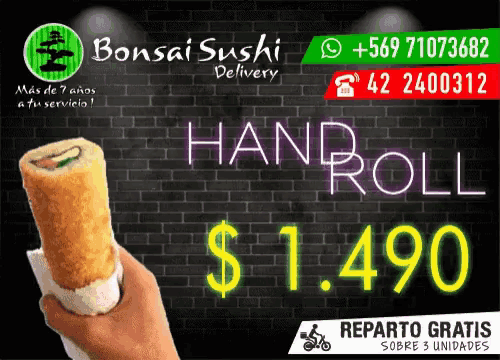 Bonsai Sushi
Delivery
Más de 7 años
a tu servicio !
+569 71073682
42 2400312
HAND
ROLL
$ 1.490
REPARTO GRATIS
SOBRE 3 UNIDADES